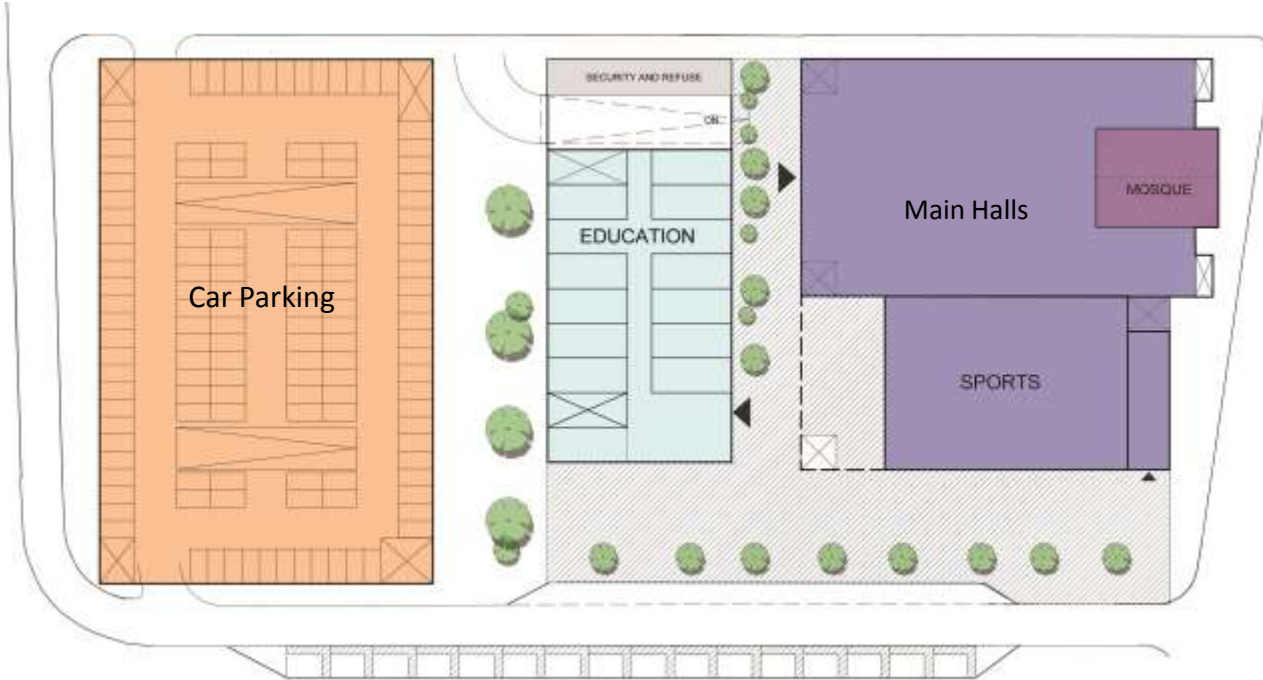 SECURITY AND REFUSE
MOSQUE
Main Halls
EDUCATION
Car Parking
SPORTS